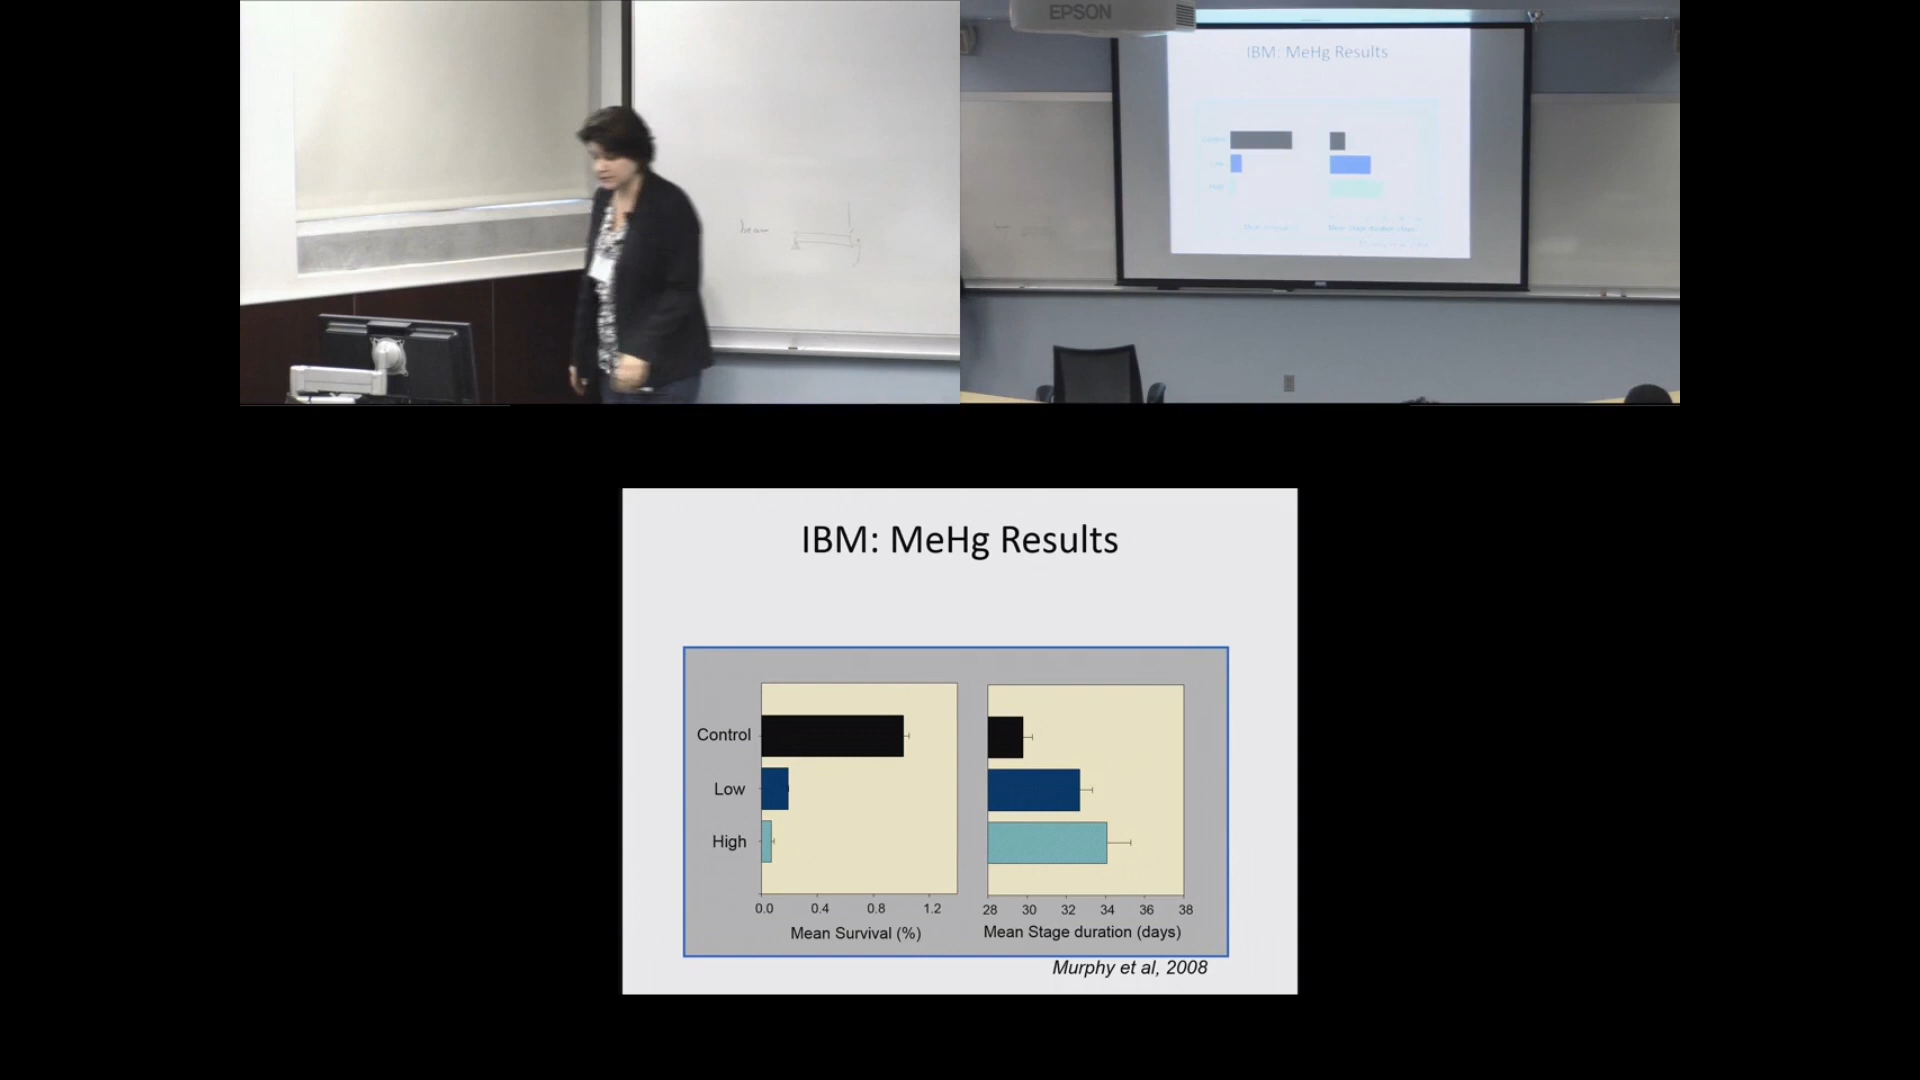 EPSON
IBM: MeHg Results
beam
IBM: MeHg Results
Control
Low
High
0.0 0.4 0.8 1.2
Mean Survival (%)
28 30 32 34 36 38
Mean Stage duration (days)
Murphy et al, 2008